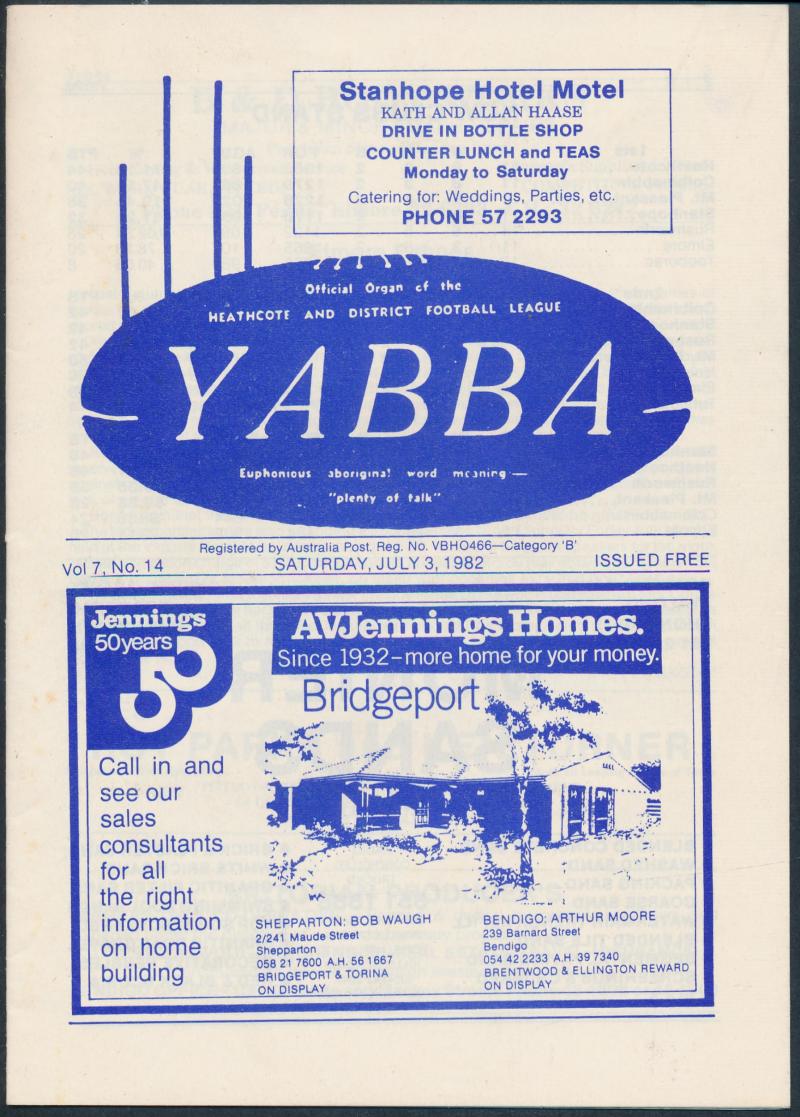 Stanhope Hotel Motel
KATH AND ALLAN HAASE
DRIVE IN BOTTLE SHOP
COUNTER LUNCH and TEAS
Monday to Saturday
Catering for: Weddings, Parties, etc.
PHONE 57 2293
Official Organ of the
HEATHCOTE AND DISTRICT FOOTBALL LEAGUE
YABBA
Euphonious aboriginal word meaning —
"plenty of talk"
Registered by Australia Post. Reg. No. VBHO466—Category 'B'
Vol 7, No. 14
SATURDAY, JULY 3, 1982
ISSUED FREE
Jennings
50 years
50
AVJennings Homes.
Since 1932–more home for your money.
Bridgeport
Call in and
see our
sales
consultants
for all
the right
information
on home
building
SHEPPARTON: BOB WAUGH
2/241 Maude Street
Shepparton
058 21 7600 A.H. 56 1667
BRIDGEPORT & TORINA
ON DISPLAY
BENDIGO: ARTHUR MOORE
239 Barnard Street
Bendigo
054 42 2233 A.H. 39 7340
BRENTWOOD & ELLINGTON REWARD
ON DISPLAY